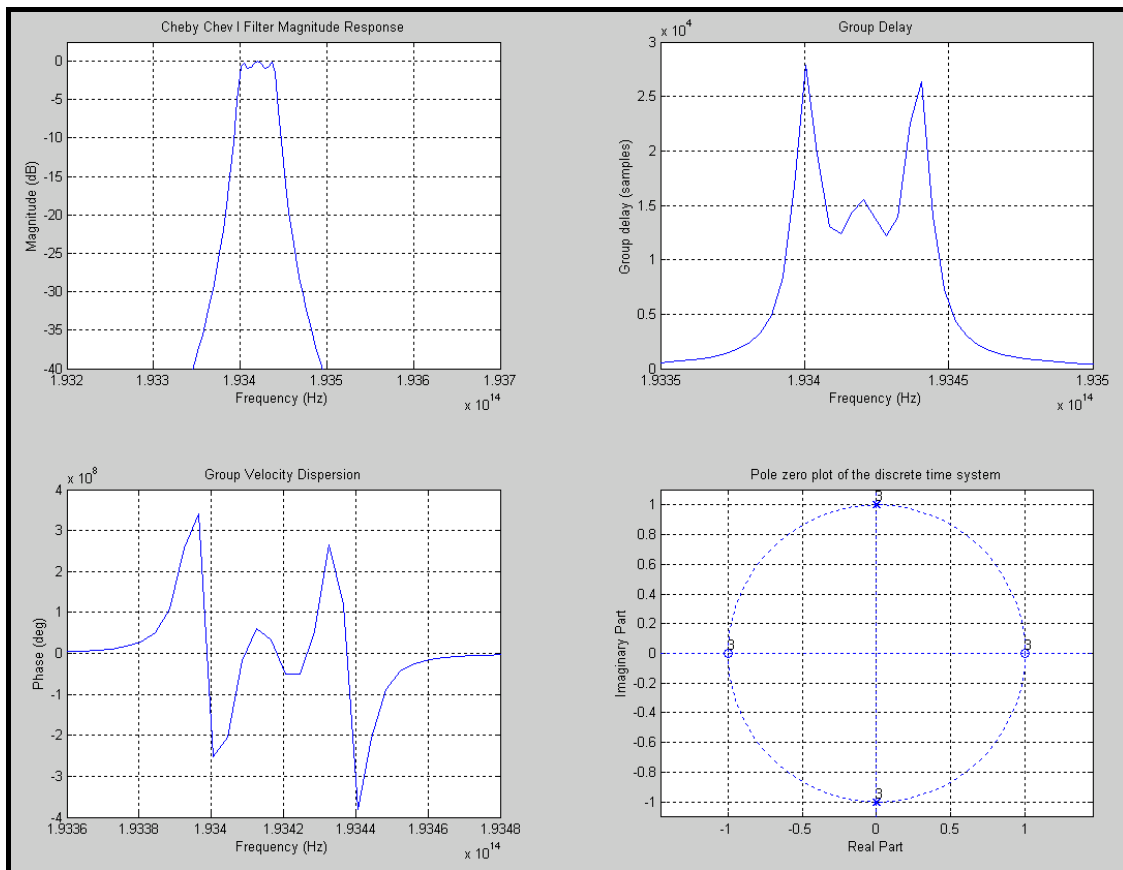 Cheby Chev I Filter Magnitude Response
0
-5
-10
-15
-20
-25
-30
-35
-40
Magnitude (dB)
1.932 1.933 1.934 1.935 1.936 1.937
Frequency (Hz)
x 10^14
Group Delay
x 10^4
3
2.5
2
1.5
1
0.5
0
Group delay (samples)
1.9335 1.934 1.9345 1.935
Frequency (Hz)
x 10^14
Group Velocity Dispersion
x 10^8
4
3
2
1
0
-1
-2
-3
-4
Phase (deg)
1.9336 1.9338 1.934 1.9342 1.9344 1.9346 1.9348
Frequency (Hz)
x 10^14
Pole zero plot of the discrete time system
1
0.8
0.6
0.4
0.2
0
-0.2
-0.4
-0.6
-0.8
-1
Imaginary Part
3
3
3
3
-1 -0.5 0 0.5 1
Real Part